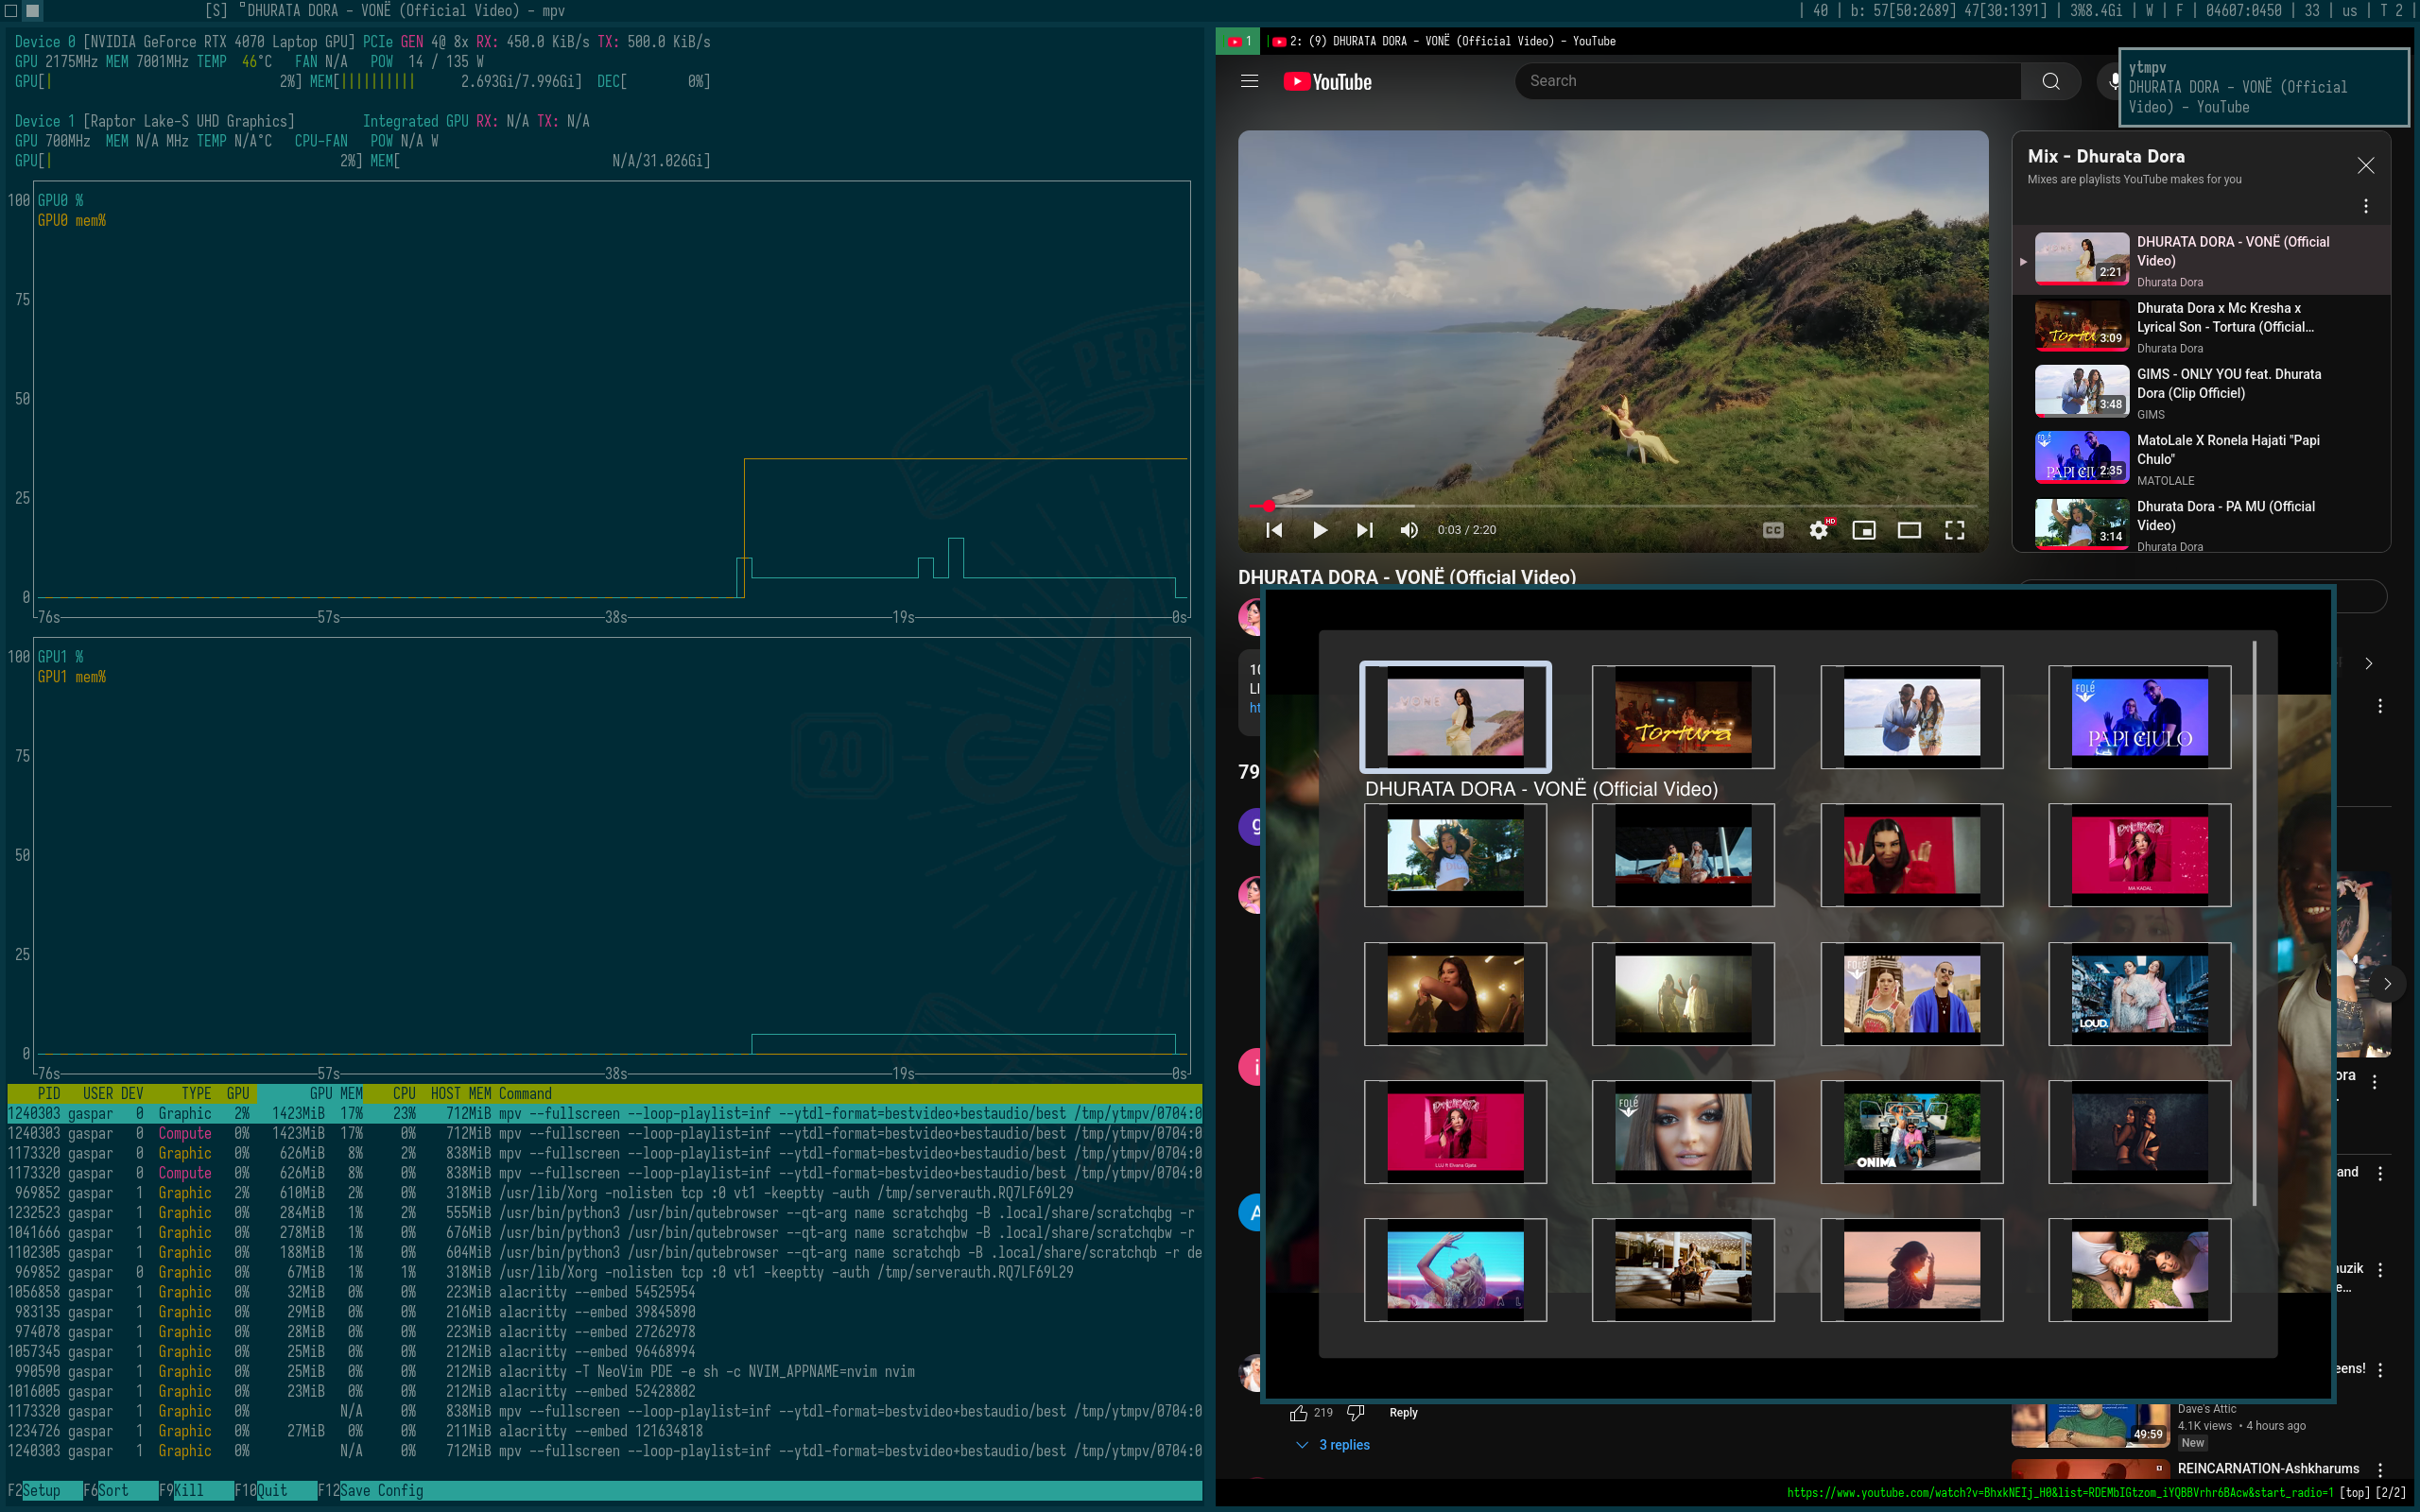 [S] DHURATA DORA – VONË (Official Video) – mpv
| 40 | b: 57[50:2689] 47[30:1391] | 3%8.4Gi | W | F | 04607:0450 | 33 | us | T 2 |
Device 0 [NVIDIA GeForce RTX 4070 Laptop GPU] PCIe GEN 4@ 8x RX: 450.0 KiB/s TX: 500.0 KiB/s
GPU 2175MHz MEM 7001MHz TEMP 46°C FAN N/A POW 14 / 135 W
GPU[| 2%] MEM[|||||||||| 2.693Gi/7.996Gi] DEC[ 0%]
Device 1 [Raptor Lake-S UHD Graphics] Integrated GPU RX: N/A TX: N/A
GPU 700MHz MEM N/A MHz TEMP N/A°C CPU-FAN POW N/A W
GPU[| 2%] MEM[ N/A/31.026Gi]
100 GPU0 %
GPU0 mem%
75
50
25
0
76s 57s 38s 19s 0s
100 GPU1 %
GPU1 mem%
75
50
25
0
76s 57s 38s 19s 0s
PERFE
20
PID USER DEV TYPE GPU GPU MEM CPU HOST MEM Command
1240303 gaspar 0 Graphic 2% 1423MiB 17% 23% 712MiB mpv --fullscreen --loop-playlist=inf --ytdl-format=bestvideo+bestaudio/best /tmp/ytmpv/0704:0
1240303 gaspar 0 Compute 0% 1423MiB 17% 0% 712MiB mpv --fullscreen --loop-playlist=inf --ytdl-format=bestvideo+bestaudio/best /tmp/ytmpv/0704:0
1173320 gaspar 0 Graphic 0% 626MiB 8% 2% 838MiB mpv --fullscreen --loop-playlist=inf --ytdl-format=bestvideo+bestaudio/best /tmp/ytmpv/0704:0
1173320 gaspar 0 Compute 0% 626MiB 8% 0% 838MiB mpv --fullscreen --loop-playlist=inf --ytdl-format=bestvideo+bestaudio/best /tmp/ytmpv/0704:0
969852 gaspar 1 Graphic 2% 610MiB 2% 0% 318MiB /usr/lib/Xorg -nolisten tcp :0 vt1 -keeptty -auth /tmp/serverauth.RQ7LF69L29
1232523 gaspar 1 Graphic 0% 284MiB 1% 2% 555MiB /usr/bin/python3 /usr/bin/qutebrowser --qt-arg name scratchqbg -B .local/share/scratchqbg -r
1041666 gaspar 1 Graphic 0% 278MiB 1% 0% 676MiB /usr/bin/python3 /usr/bin/qutebrowser --qt-arg name scratchqbw -B .local/share/scratchqbw -r
1102305 gaspar 1 Graphic 0% 188MiB 1% 0% 604MiB /usr/bin/python3 /usr/bin/qutebrowser --qt-arg name scratchqb -B .local/share/scratchqb -r de
969852 gaspar 0 Graphic 0% 67MiB 1% 1% 318MiB /usr/lib/Xorg -nolisten tcp :0 vt1 -keeptty -auth /tmp/serverauth.RQ7LF69L29
1056858 gaspar 1 Graphic 0% 32MiB 0% 0% 223MiB alacritty --embed 54525954
983135 gaspar 1 Graphic 0% 29MiB 0% 0% 216MiB alacritty --embed 39845890
974078 gaspar 1 Graphic 0% 28MiB 0% 0% 223MiB alacritty --embed 27262978
1057345 gaspar 1 Graphic 0% 25MiB 0% 0% 212MiB alacritty --embed 96468994
990590 gaspar 1 Graphic 0% 25MiB 0% 0% 212MiB alacritty -T NeoVim PDE -e sh -c NVIM_APPNAME=nvim nvim
1016005 gaspar 1 Graphic 0% 23MiB 0% 0% 212MiB alacritty --embed 52428802
1173320 gaspar 1 Graphic 0% N/A 0% 838MiB mpv --fullscreen --loop-playlist=inf --ytdl-format=bestvideo+bestaudio/best /tmp/ytmpv/0704:0
1234726 gaspar 1 Graphic 0% 27MiB 0% 0% 211MiB alacritty --embed 121634818
1240303 gaspar 1 Graphic 0% N/A 0% 712MiB mpv --fullscreen --loop-playlist=inf --ytdl-format=bestvideo+bestaudio/best /tmp/ytmpv/0704:0
F2Setup F6Sort F9Kill F10Quit F12Save Config
1 2: (9) DHURATA DORA – VONË (Official Video) – YouTube
YouTube
Search
ytmpv
DHURATA DORA – VONË (Official
Video) – YouTube
0:03 / 2:20
CC
HD
Mix - Dhurata Dora
Mixes are playlists YouTube makes for you
DHURATA DORA - VONË (Official
Video)
Dhurata Dora
2:21
Dhurata Dora x Mc Kresha x
Lyrical Son - Tortura (Official...
Dhurata Dora
3:09
GIMS - ONLY YOU feat. Dhurata
Dora (Clip Officiel)
GIMS
3:48
MatoLale X Ronela Hajati "Papi
Chulo"
MATOLALE
PAPI CIU
2:35
Dhurata Dora - PA MU (Official
Video)
Dhurata Dora
3:14
DHURATA DORA - VONË (Official Video)
79
Tortura
FOLÉ
PAPI CIULO
DHURATA DORA - VONË (Official Video)
MA KADAL
LOUD.
FOLÉ
ONIMA
ora
and
nuzik
e...
eens!
219
Reply
3 replies
Dave's Attic
4.1K views • 4 hours ago
New
49:59
REINCARNATION-Ashkharums
https://www.youtube.com/watch?v=BhxkNEIj_H0&list=RDEMbIGtzom_iYQBBVrhr6BAcw&start_radio=1 [top] [2/2]